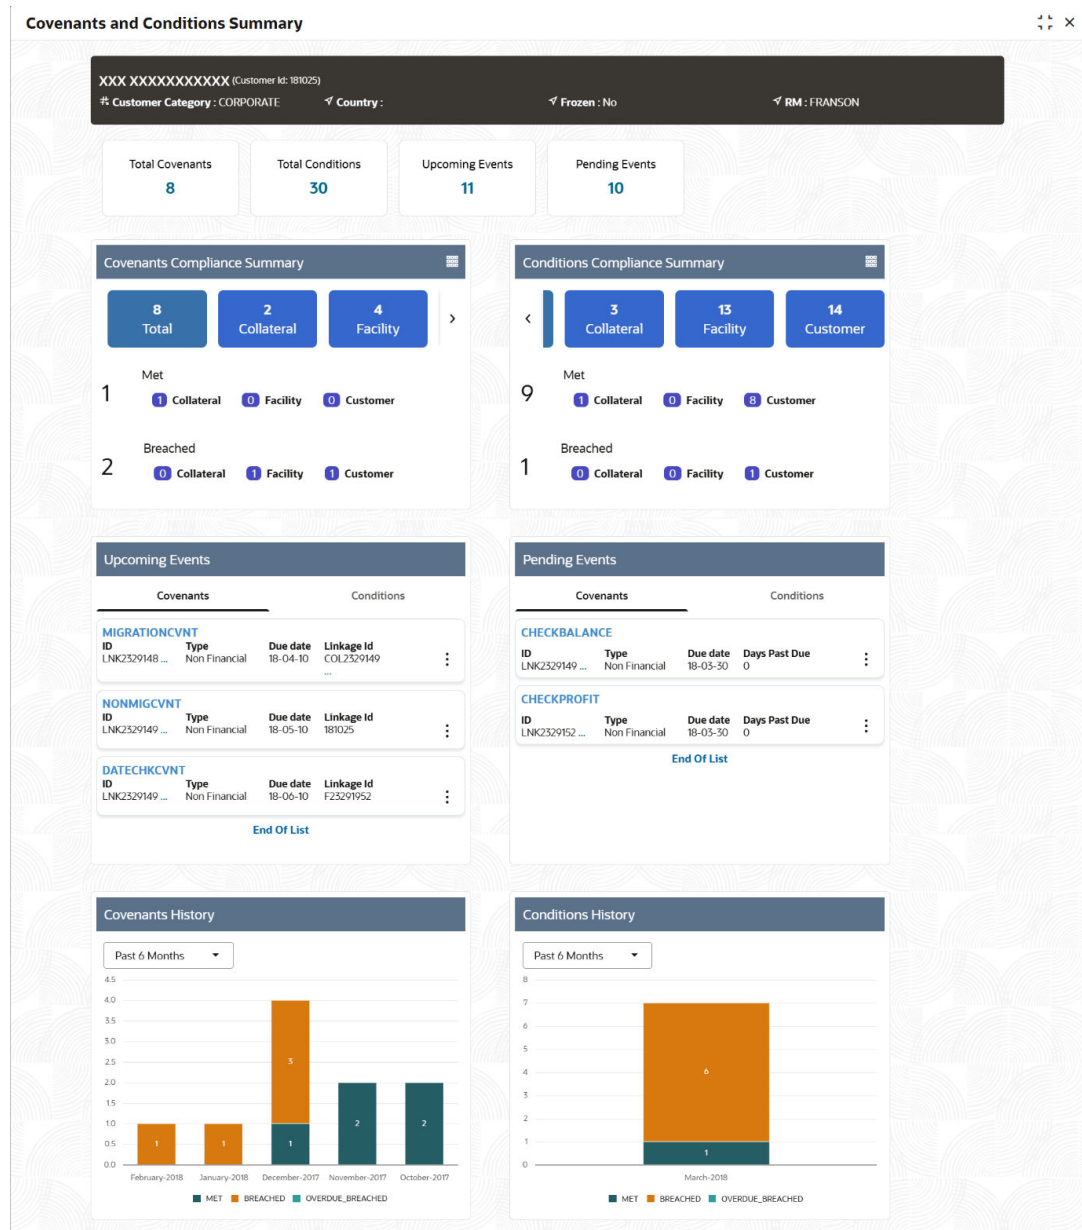 Covenants and Conditions Summary
XXX XXXXXXXXXXX (Customer Id: 181025)
Customer Category : CORPORATE Country : Frozen : No RM : FRANSON
Total Covenants Total Conditions Upcoming Events Pending Events
8 30 11 10
Covenants Compliance Summary
8 2 4
Total Collateral Facility
Met
1 1 Collateral 0 Facility 0 Customer
Breached
2 0 Collateral 1 Facility 1 Customer
Conditions Compliance Summary
3 13 14
Collateral Facility Customer
Met
9 1 Collateral 0 Facility 8 Customer
Breached
1 0 Collateral 0 Facility 1 Customer
Upcoming Events
Covenants Conditions
MIGRATIONCVNT
ID Type Due date Linkage Id
LNK2329148 ... Non Financial 18-04-10 COL2329149
...
NONMIGCVNT
ID Type Due date Linkage Id
LNK2329149 ... Non Financial 18-05-10 181025
DATECHKCVNT
ID Type Due date Linkage Id
LNK2329149 ... Non Financial 18-06-10 F23291952
End Of List
Pending Events
Covenants Conditions
CHECKBALANCE
ID Type Due date Days Past Due
LNK2329149 ... Non Financial 18-03-30 0
CHECKPROFIT
ID Type Due date Days Past Due
LNK2329152 ... Non Financial 18-03-30 0
End Of List
Covenants History
Past 6 Months
4.5
4.0
3.5
3.0
2.5
3
2.0
1.5
1.0
2 2
0.5
1 1 1
0.0
February-2018 January-2018 December-2017 November-2017 October-2017
MET BREACHED OVERDUE_BREACHED
Conditions History
Past 6 Months
8
7
6
5
4
6
3
2
1
1
0
March-2018
MET BREACHED OVERDUE_BREACHED